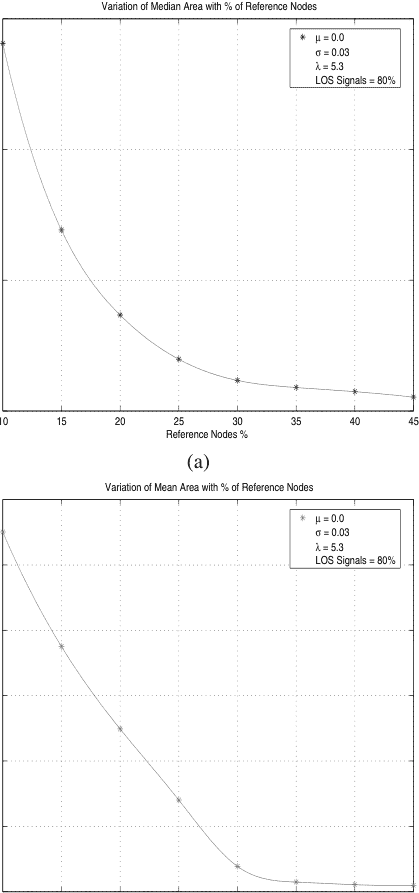 Variation of Median Area with % of Reference Nodes
μ = 0.0
σ = 0.03
λ = 5.3
LOS Signals = 80%
10 15 20 25 30 35 40 45
Reference Nodes %
(a)
Variation of Mean Area with % of Reference Nodes
μ = 0.0
σ = 0.03
λ = 5.3
LOS Signals = 80%